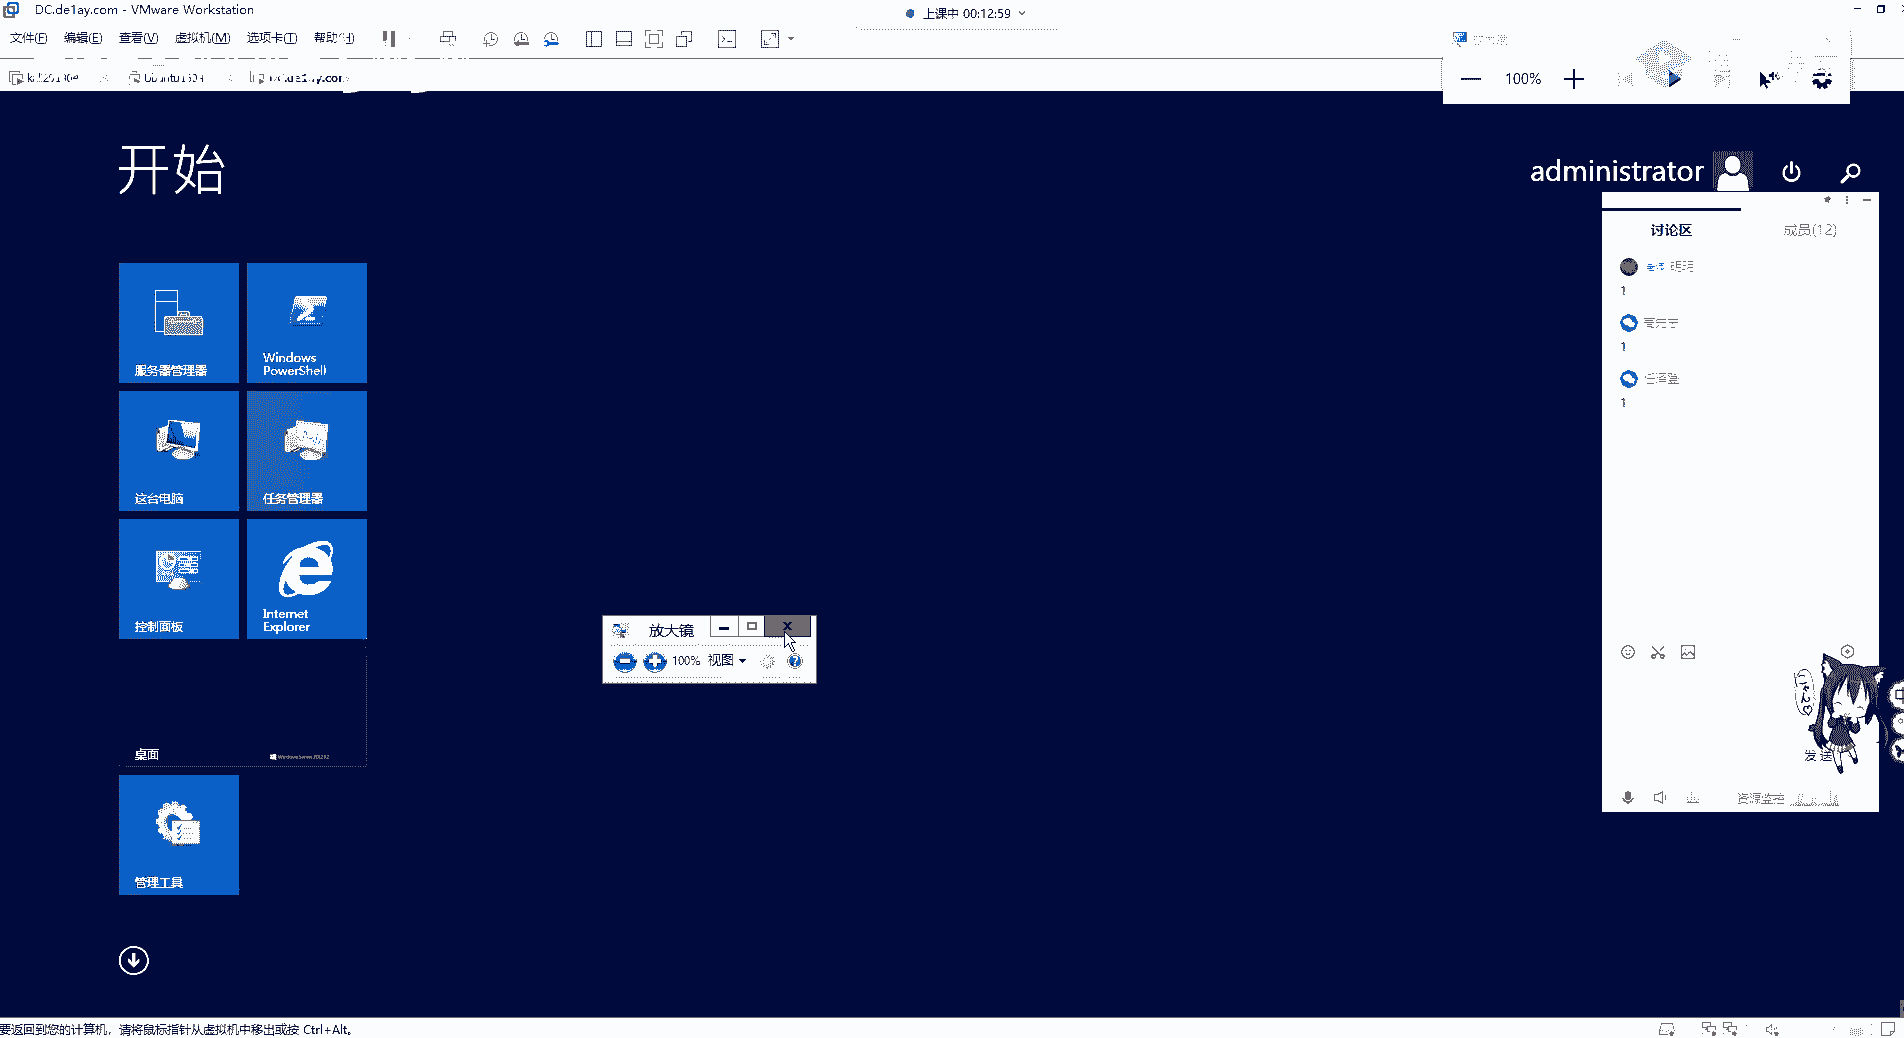 DC.de1ay.com - VMware Workstation
上课中 00:12:59
文件(F) 编辑(E) 查看(V) 虚拟机(M) 选项卡(T) 帮助(H)
100%
开始
administrator
讨论区 成员(12)
1
1
1
服务器管理器
Windows
PowerShell
这台电脑
任务管理器
控制面板
Internet
Explorer
放大镜
100% 视图
桌面
管理工具
发送
资源监控
要返回到您的计算机，请将鼠标指针从虚拟机中移出或按 Ctrl+Alt。